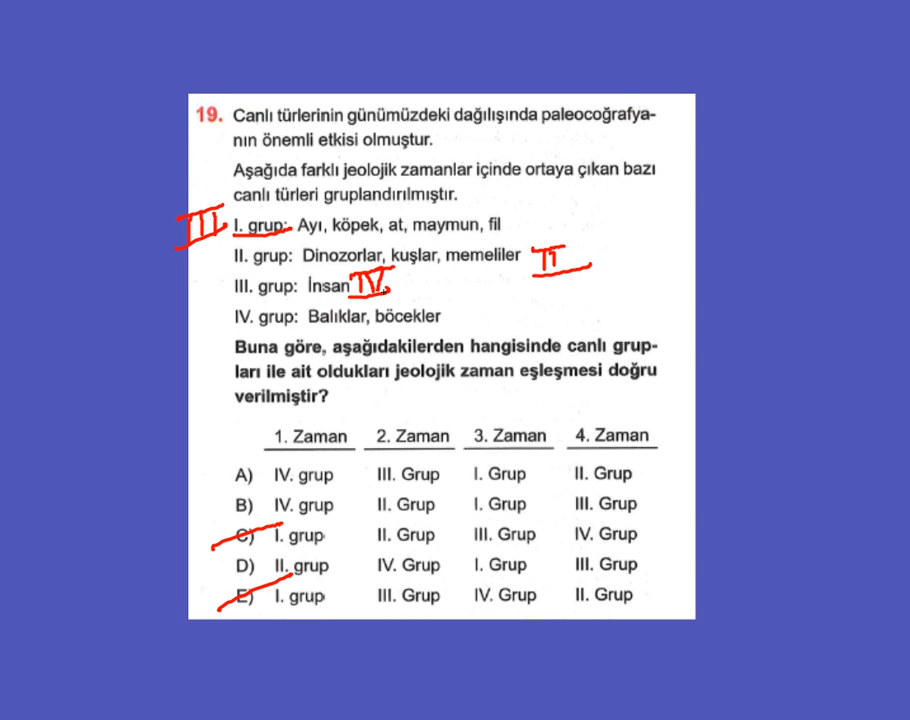 19. Canlı türlerinin günümüzdeki dağılışında paleocoğrafya-
nın önemli etkisi olmuştur.
Aşağıda farklı jeolojik zamanlar içinde ortaya çıkan bazı
canlı türleri gruplandırılmıştır.
III I. grup: Ayı, köpek, at, maymun, fil
II. grup: Dinozorlar, kuşlar, memeliler II
III. grup: İnsan IV
IV. grup: Balıklar, böcekler
Buna göre, aşağıdakilerden hangisinde canlı grup-
ları ile ait oldukları jeolojik zaman eşleşmesi doğru
verilmiştir?
1. Zaman 2. Zaman 3. Zaman 4. Zaman
A) IV. grup III. Grup I. Grup II. Grup
B) IV. grup II. Grup I. Grup III. Grup
C) I. grup II. Grup III. Grup IV. Grup
D) II. grup IV. Grup I. Grup III. Grup
E) I. grup III. Grup IV. Grup II. Grup